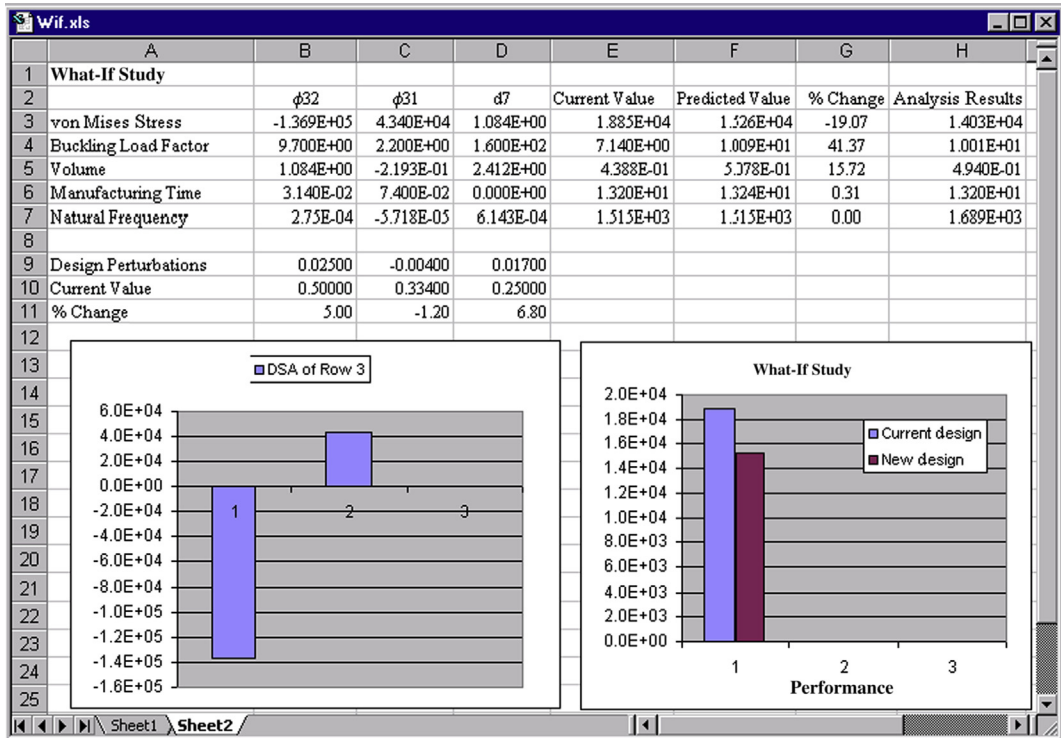 Wif.xls
A B C D E F G H
1 What-If Study
2 ϕ32 ϕ31 d7 Current Value Predicted Value % Change Analysis Results
3 von Mises Stress -1.369E+05 4.340E+04 1.084E+00 1.885E+04 1.526E+04 -19.07 1.403E+04
4 Buckling Load Factor 9.700E+00 2.200E+00 1.600E+02 7.140E+00 1.009E+01 41.37 1.001E+01
5 Volume 1.084E+00 -2.193E-01 2.412E+00 4.388E-01 5.078E-01 15.72 4.940E-01
6 Manufacturing Time 3.140E-02 7.400E-02 0.000E+00 1.320E+01 1.324E+01 0.31 1.320E+01
7 Natural Frequency 2.75E-04 -5.718E-05 6.143E-04 1.515E+03 1.515E+03 0.00 1.689E+03
8
9 Design Perturbations 0.02500 -0.00400 0.01700
10 Current Value 0.50000 0.33400 0.25000
11 % Change 5.00 -1.20 6.80
12
13
14
15
16
17
18
19
20
21
22
23
24
25
DSA of Row 3
6.0E+04
4.0E+04
2.0E+04
0.0E+00
-2.0E+04
-4.0E+04
-6.0E+04
-8.0E+04
-1.0E+05
-1.2E+05
-1.4E+05
-1.6E+05
1 2 3
What-If Study
2.0E+04
1.8E+04
1.6E+04
1.4E+04
1.2E+04
1.0E+04
8.0E+03
6.0E+03
4.0E+03
2.0E+03
0.0E+00
Current design
New design
1 2 3
Performance
Sheet1 Sheet2